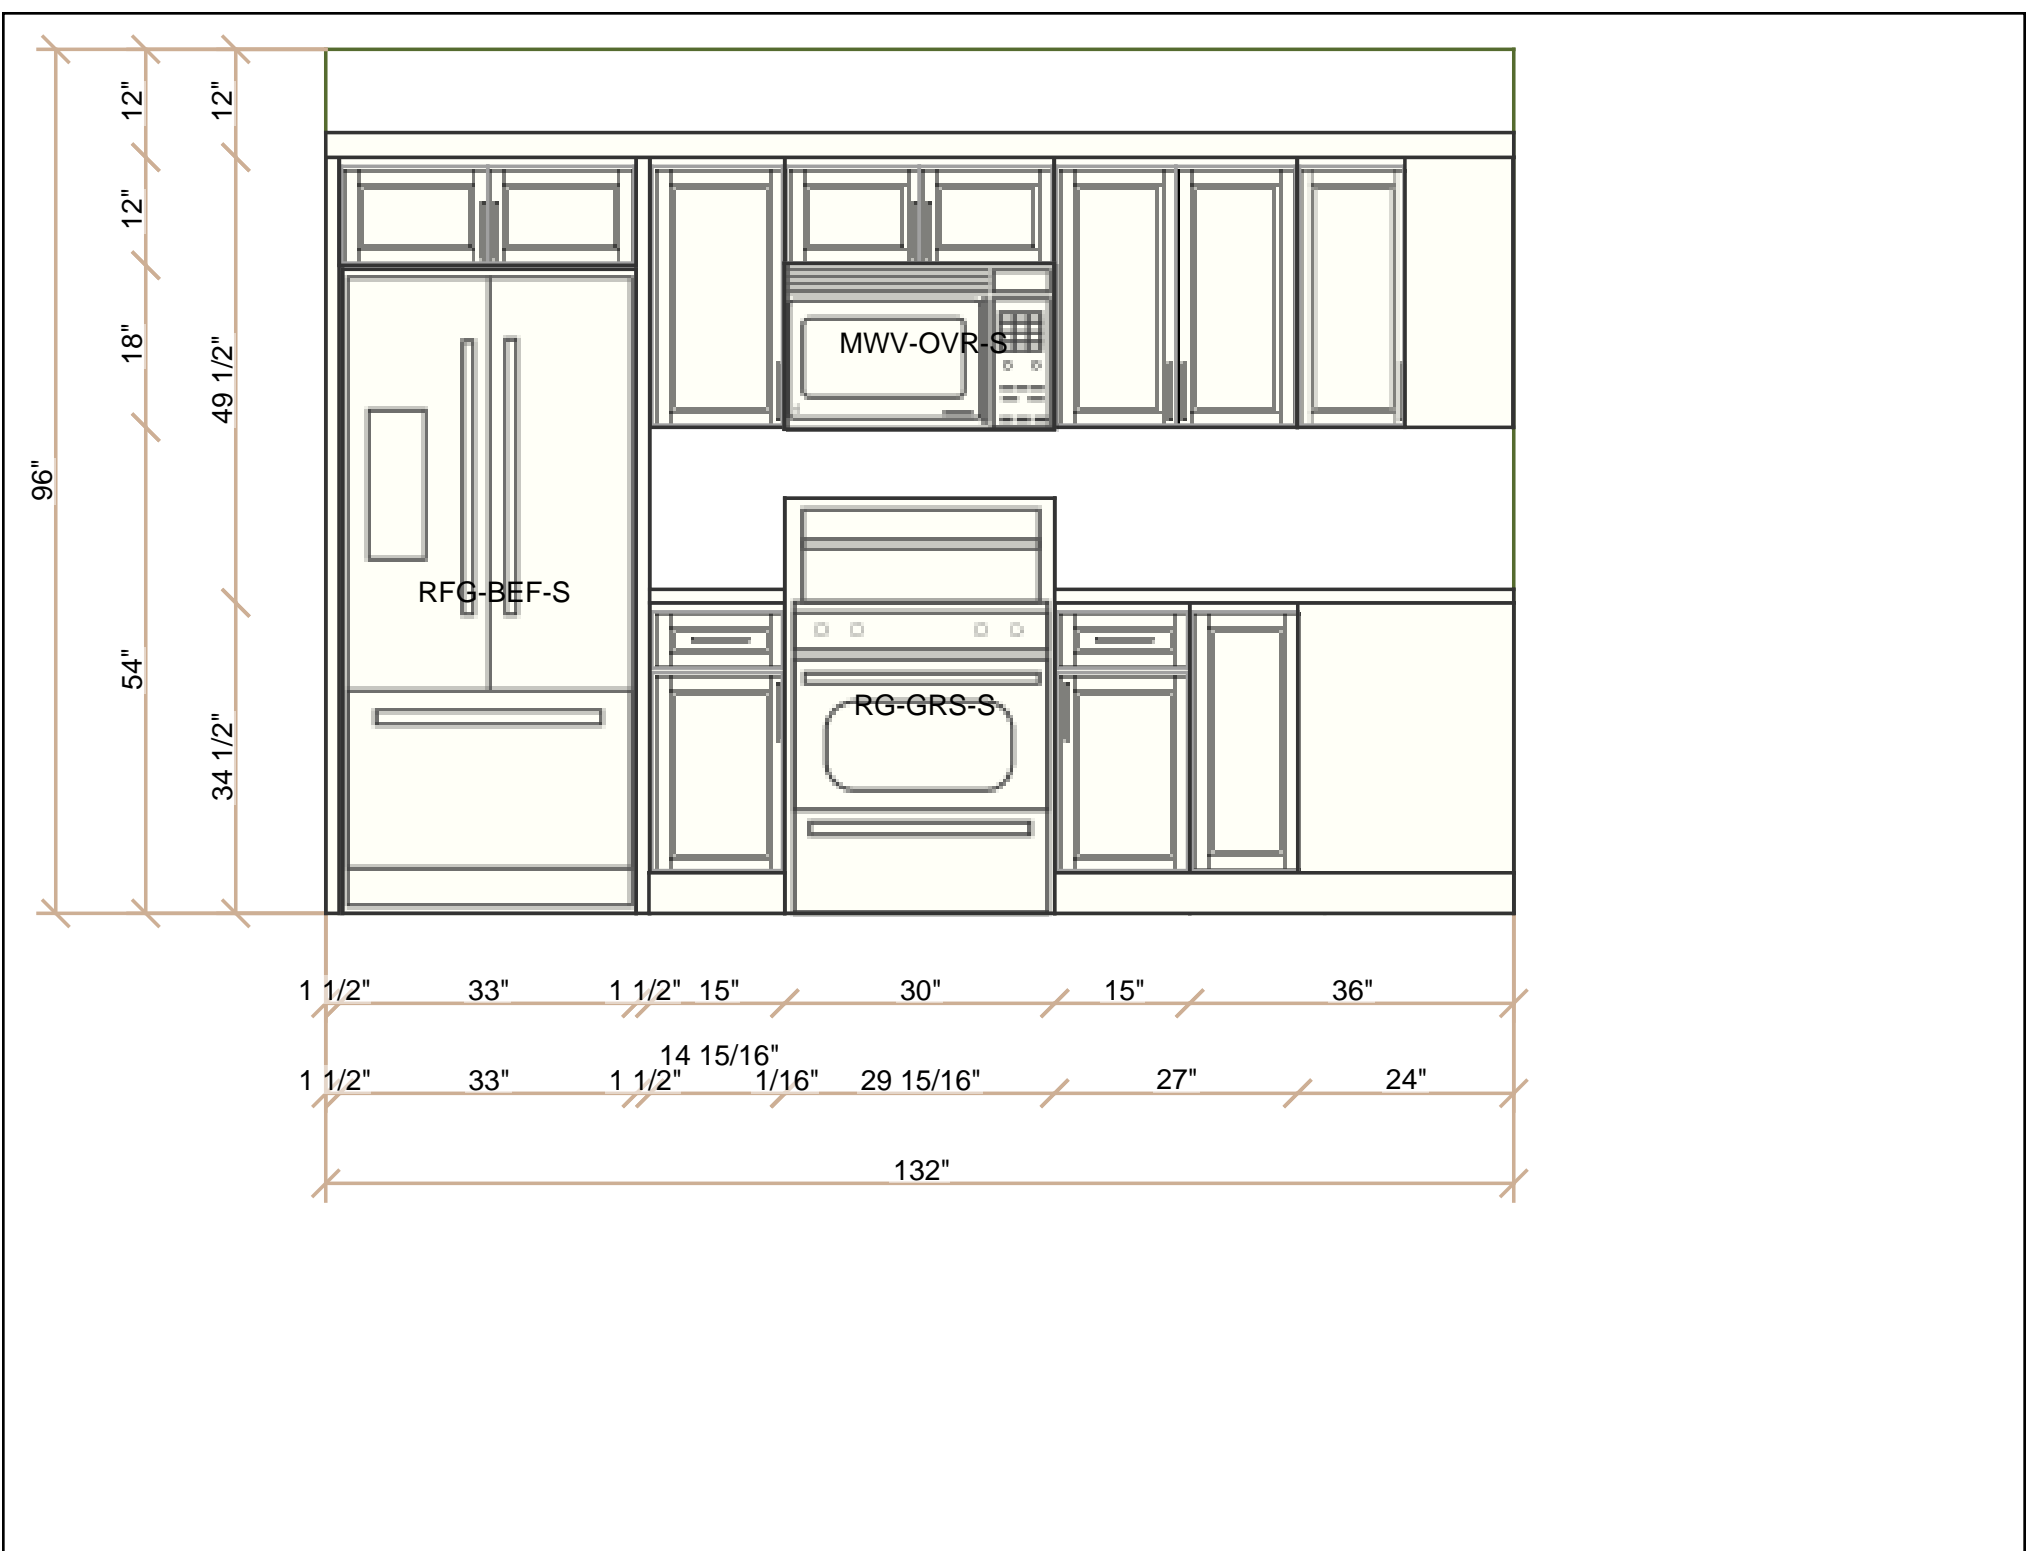 12"
12"
12"
18"
MWV-OVR-S
49 1/2"
96"
RFG-BEF-S
54"
RG-GRS-S
34 1/2"
1 1/2" 33" 1 1/2" 15" 30" 15" 36"
14 15/16"
1 1/2" 33" 1 1/2" 1/16" 29 15/16" 27" 24"
132"